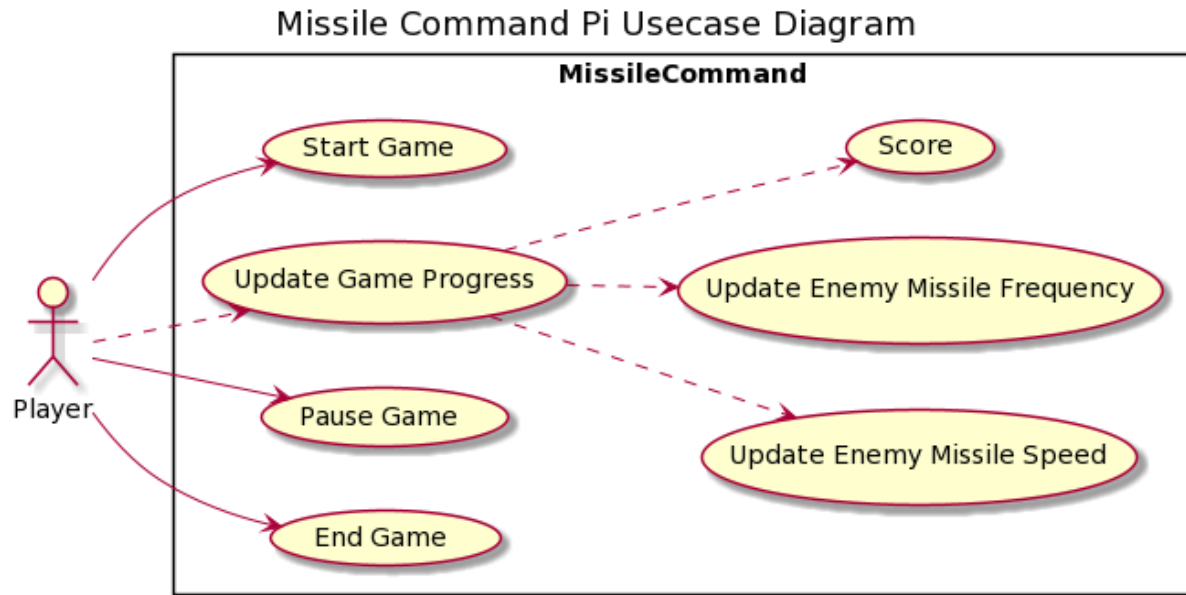 Missile Command Pi Usecase Diagram
MissileCommand
Start Game
Score
Update Game Progress
Update Enemy Missile Frequency
Player
Pause Game
Update Enemy Missile Speed
End Game